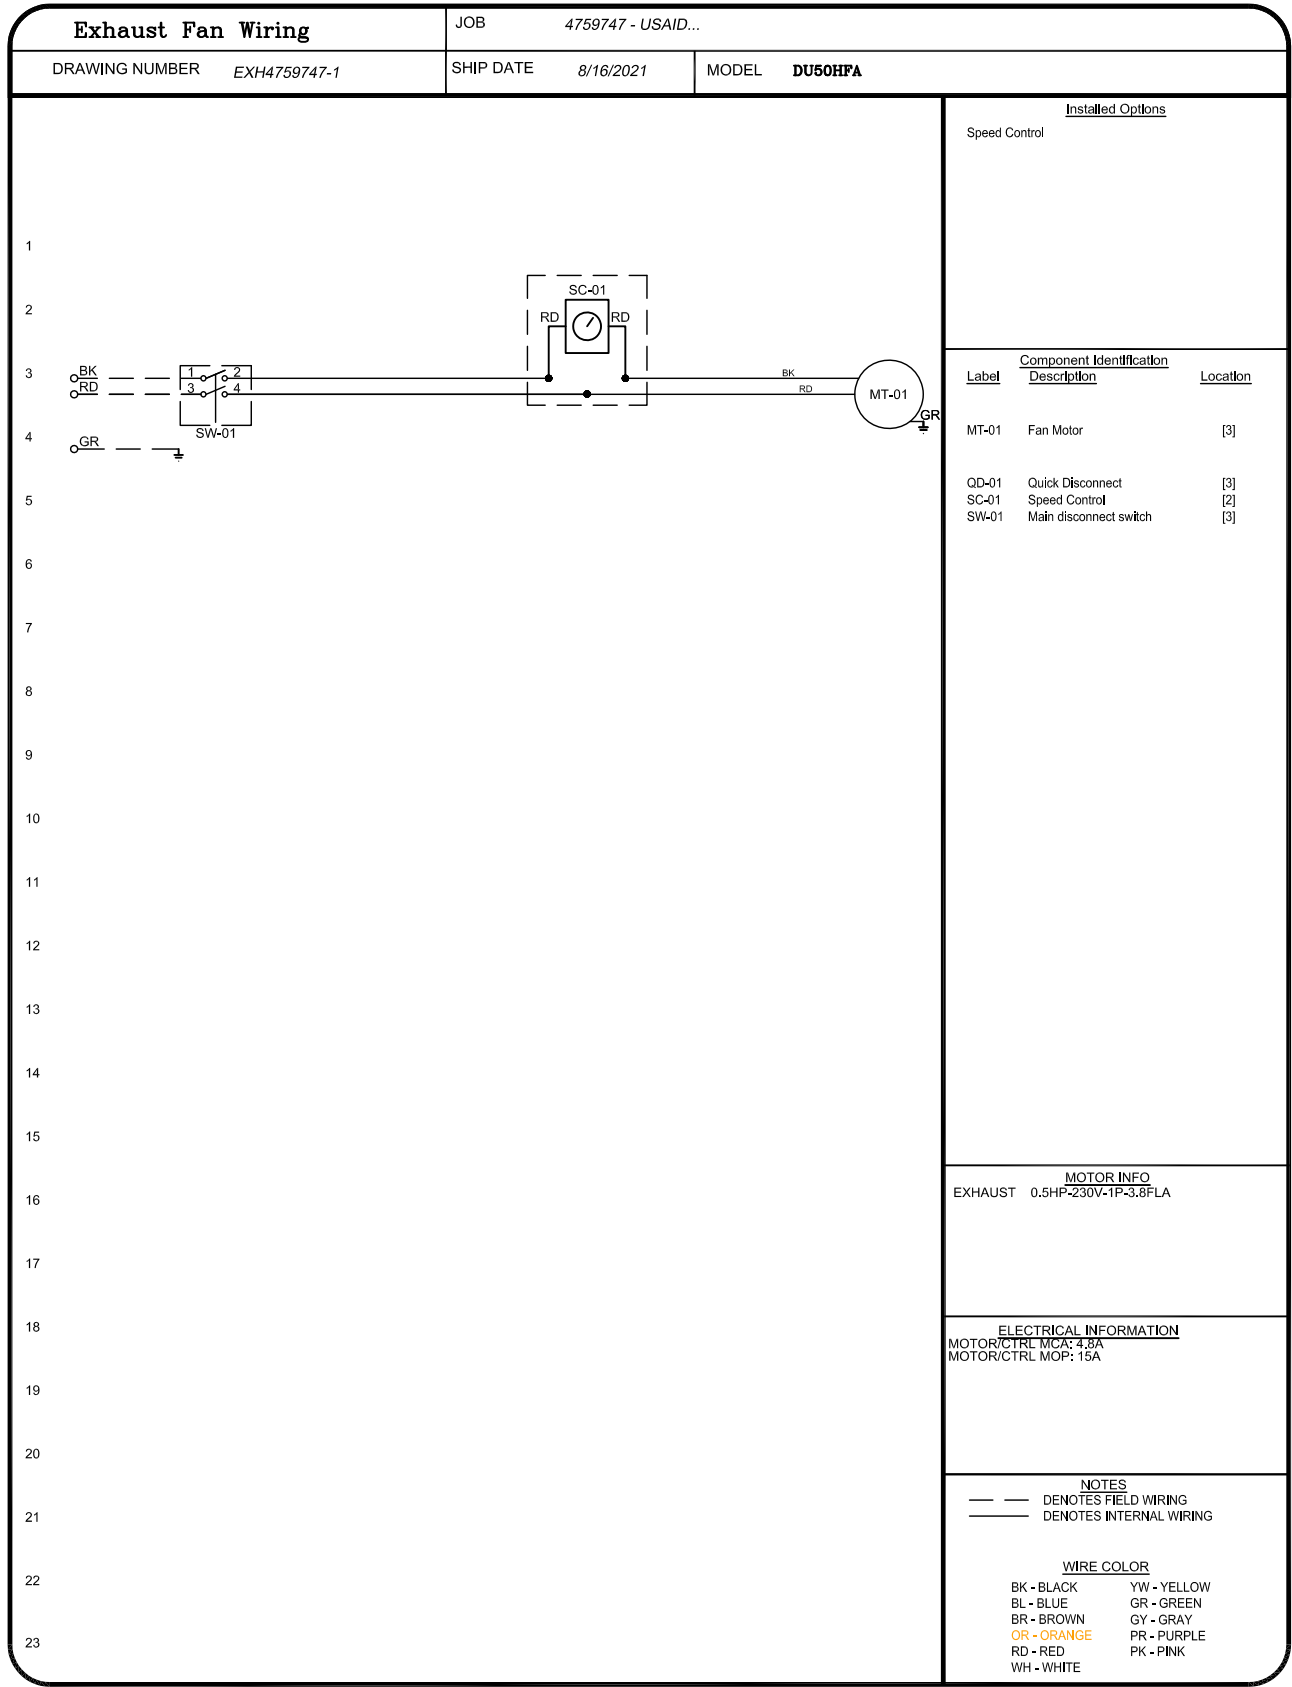 Exhaust Fan Wiring
JOB 4759747 - USAID...
DRAWING NUMBER EXH4759747-1
SHIP DATE 8/16/2021
MODEL DU50HFA
Installed Options
Speed Control
1
2
3
4
5
6
7
8
9
10
11
12
13
14
15
16
17
18
19
20
21
22
23
SC-01
RD RD
BK 1 2 BK
RD 3 4 RD
MT-01
GR
SW-01
GR
Component Identification
Label Description Location
MT-01 Fan Motor [3]
QD-01 Quick Disconnect [3]
SC-01 Speed Control [2]
SW-01 Main disconnect switch [3]
MOTOR INFO
EXHAUST 0.5HP-230V-1P-3.8FLA
ELECTRICAL INFORMATION
MOTOR/CTRL MCA: 4.8A
MOTOR/CTRL MOP: 15A
NOTES
DENOTES FIELD WIRING
DENOTES INTERNAL WIRING
WIRE COLOR
BK - BLACK YW - YELLOW
BL - BLUE GR - GREEN
BR - BROWN GY - GRAY
OR - ORANGE PR - PURPLE
RD - RED PK - PINK
WH - WHITE